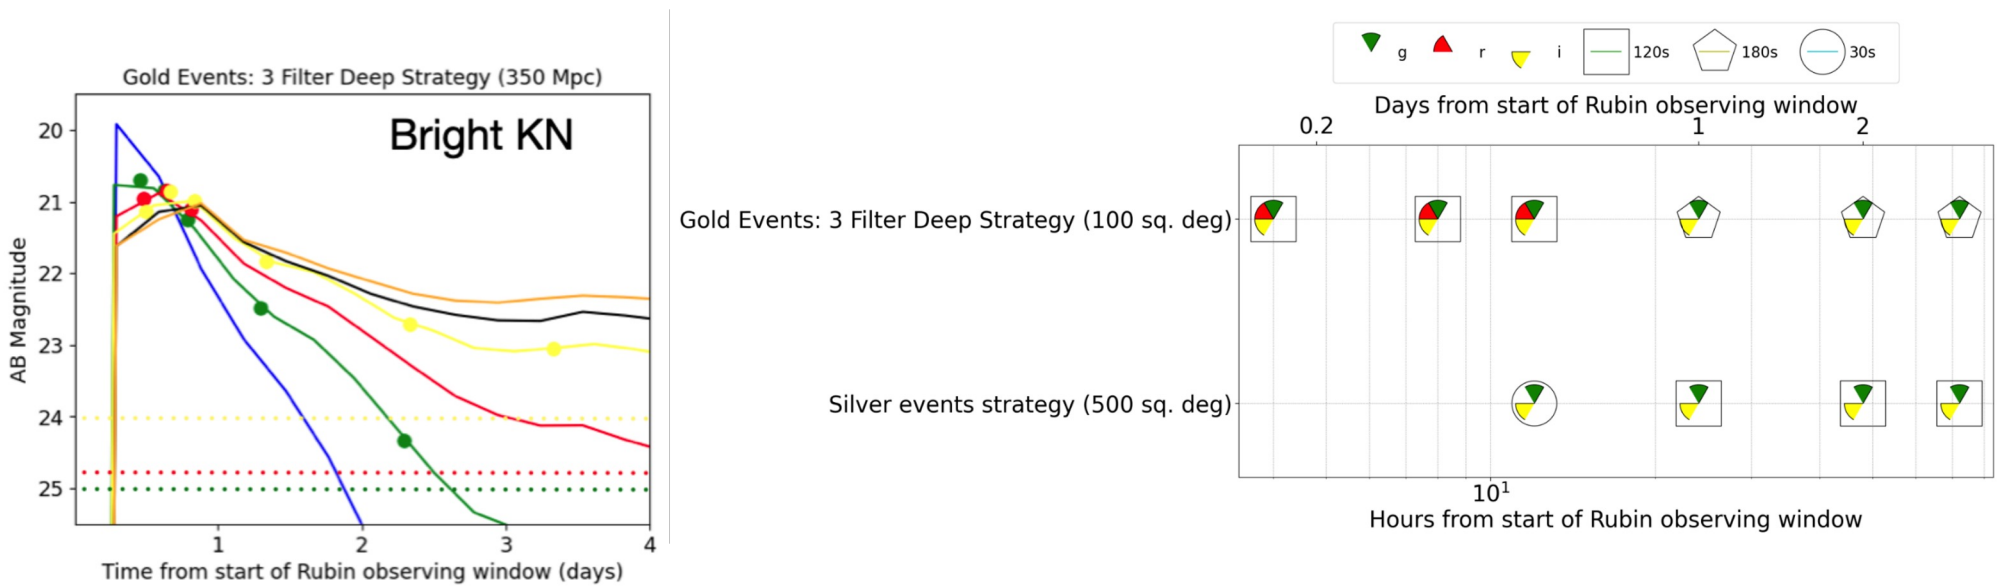 Gold Events: 3 Filter Deep Strategy (350 Mpc)
Bright KN
AB Magnitude
20
21
22
23
24
25
1 2 3 4
Time from start of Rubin observing window (days)
g r i 120s 180s 30s
Days from start of Rubin observing window
0.2 1 2
Gold Events: 3 Filter Deep Strategy (100 sq. deg)
Silver events strategy (500 sq. deg)
10¹
Hours from start of Rubin observing window